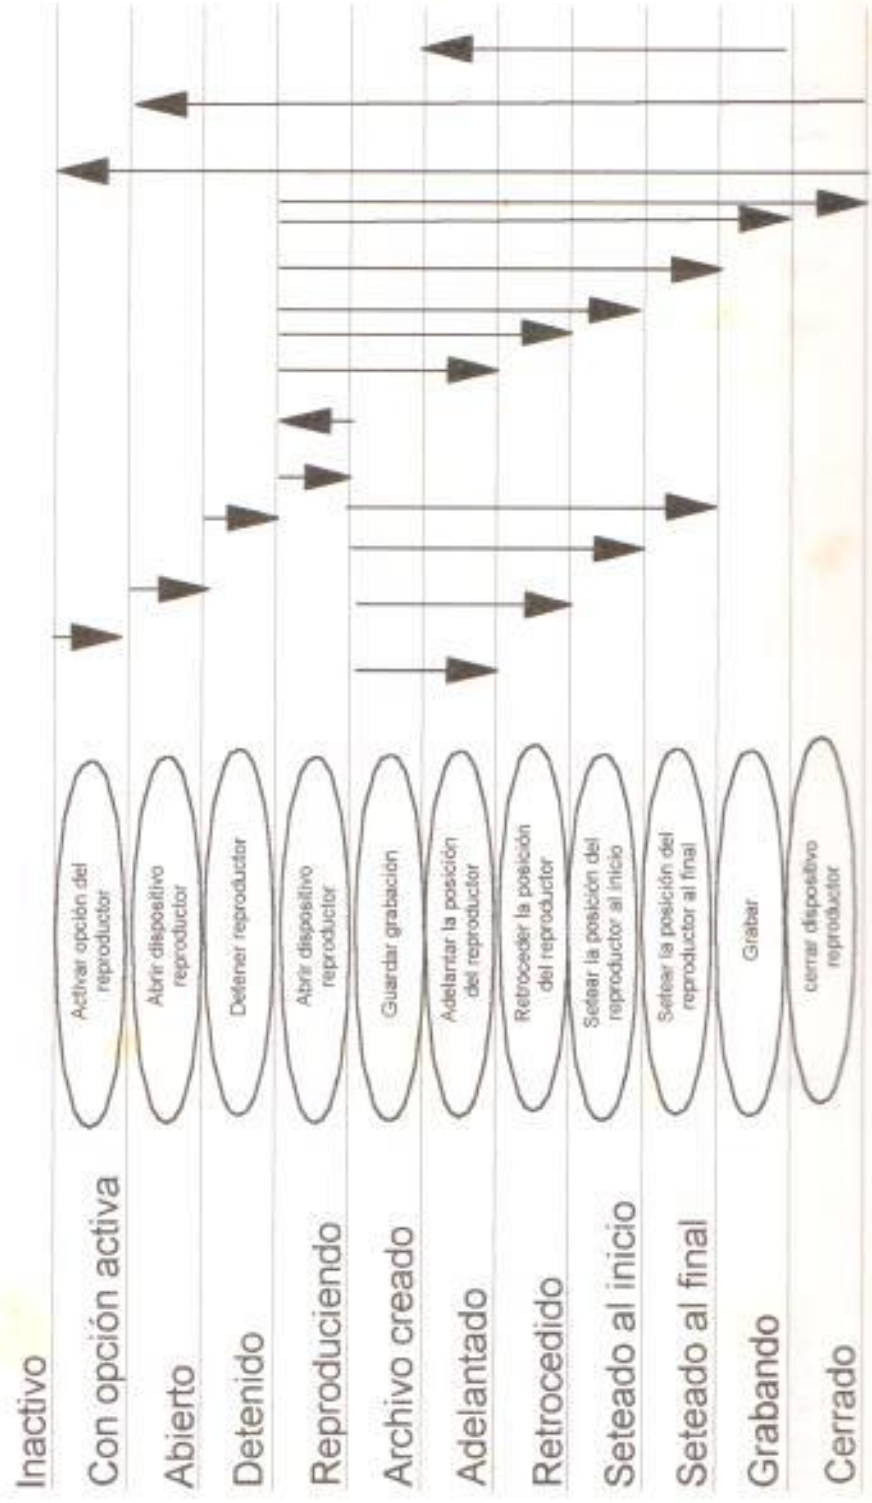 Inactivo
Con opción activa
Abierto
Detenido
Reproduciendo
Archivo creado
Adelantado
Retrocedido
Seteado al inicio
Seteado al final
Grabando
Cerrado
Activar opción del
reproductor
Abrir dispositivo
reproductor
Detener reproductor
Abrir dispositivo
reproductor
Guardar grabación
Adelantar la posición
del reproductor
Retroceder la posición
del reproductor
Setear la posición del
reproductor al inicio
Setear la posición del
reproductor al final
Grabar
cerrar dispositivo
reproductor